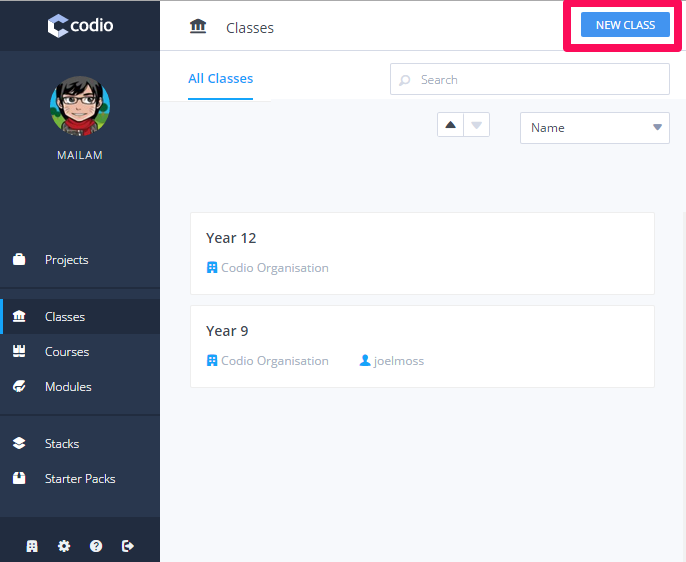 codio
Classes
NEW CLASS
All Classes
Search
MAILAM
Name
Projects
Year 12
Codio Organisation
Classes
Year 9
Courses
Codio Organisation joelmoss
Modules
Stacks
Starter Packs